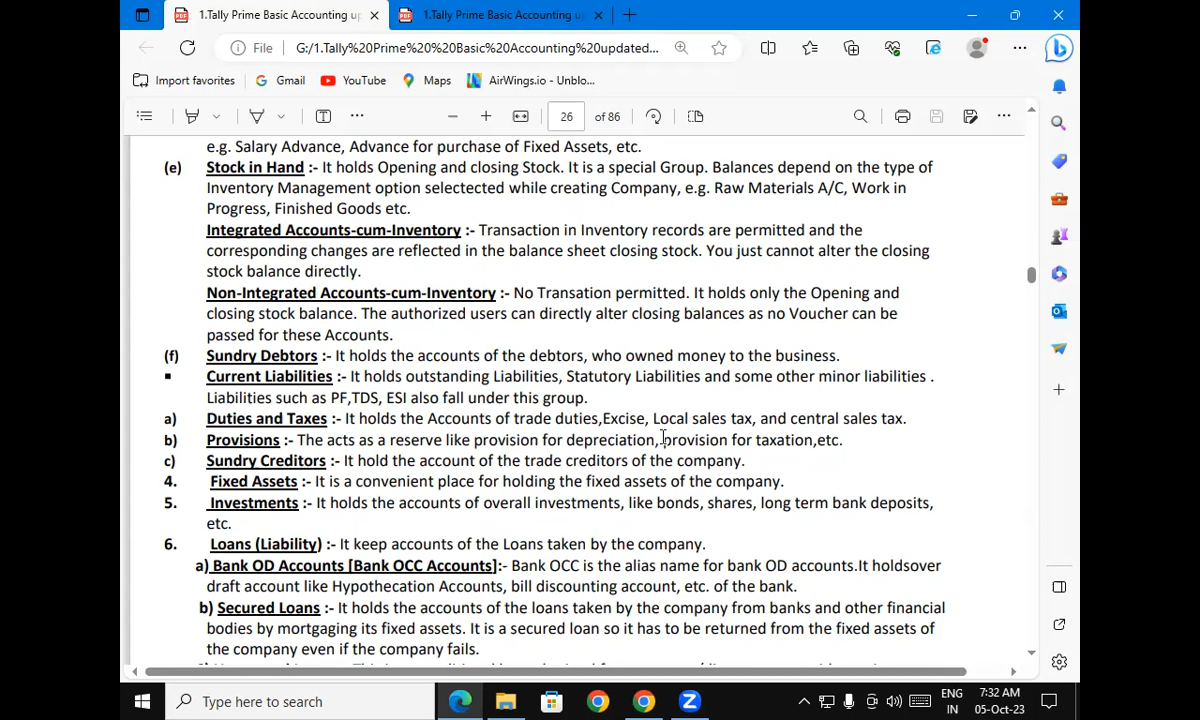 1.Tally Prime Basic Accounting up
1.Tally Prime Basic Accounting up
File
G:/1.Tally%20Prime%20%20Basic%20Accounting%20updated...
Import favorites
Gmail
YouTube
Maps
AirWings.io - Unblo...
26 of 86
e.g. Salary Advance, Advance for purchase of Fixed Assets, etc.
(e) Stock in Hand :- It holds Opening and closing Stock. It is a special Group. Balances depend on the type of
Inventory Management option selectected while creating Company, e.g. Raw Materials A/C, Work in
Progress, Finished Goods etc.
Integrated Accounts-cum-Inventory :- Transaction in Inventory records are permitted and the
corresponding changes are reflected in the balance sheet closing stock. You just cannot alter the closing
stock balance directly.
Non-Integrated Accounts-cum-Inventory :- No Transation permitted. It holds only the Opening and
closing stock balance. The authorized users can directly alter closing balances as no Voucher can be
passed for these Accounts.
(f) Sundry Debtors :- It holds the accounts of the debtors, who owned money to the business.
▪ Current Liabilities :- It holds outstanding Liabilities, Statutory Liabilities and some other minor liabilities .
Liabilities such as PF,TDS, ESI also fall under this group.
a) Duties and Taxes :- It holds the Accounts of trade duties,Excise, Local sales tax, and central sales tax.
b) Provisions :- The acts as a reserve like provision for depreciation, provision for taxation,etc.
c) Sundry Creditors :- It hold the account of the trade creditors of the company.
4. Fixed Assets :- It is a convenient place for holding the fixed assets of the company.
5. Investments :- It holds the accounts of overall investments, like bonds, shares, long term bank deposits,
etc.
6. Loans (Liability) :- It keep accounts of the Loans taken by the company.
a) Bank OD Accounts [Bank OCC Accounts]:- Bank OCC is the alias name for bank OD accounts.It holdsover
draft account like Hypothecation Accounts, bill discounting account, etc. of the bank.
b) Secured Loans :- It holds the accounts of the loans taken by the company from banks and other financial
bodies by mortgaging its fixed assets. It is a secured loan so it has to be returned from the fixed assets of
the company even if the company fails.
Type here to search
ENG
IN
7:32 AM
05-Oct-23